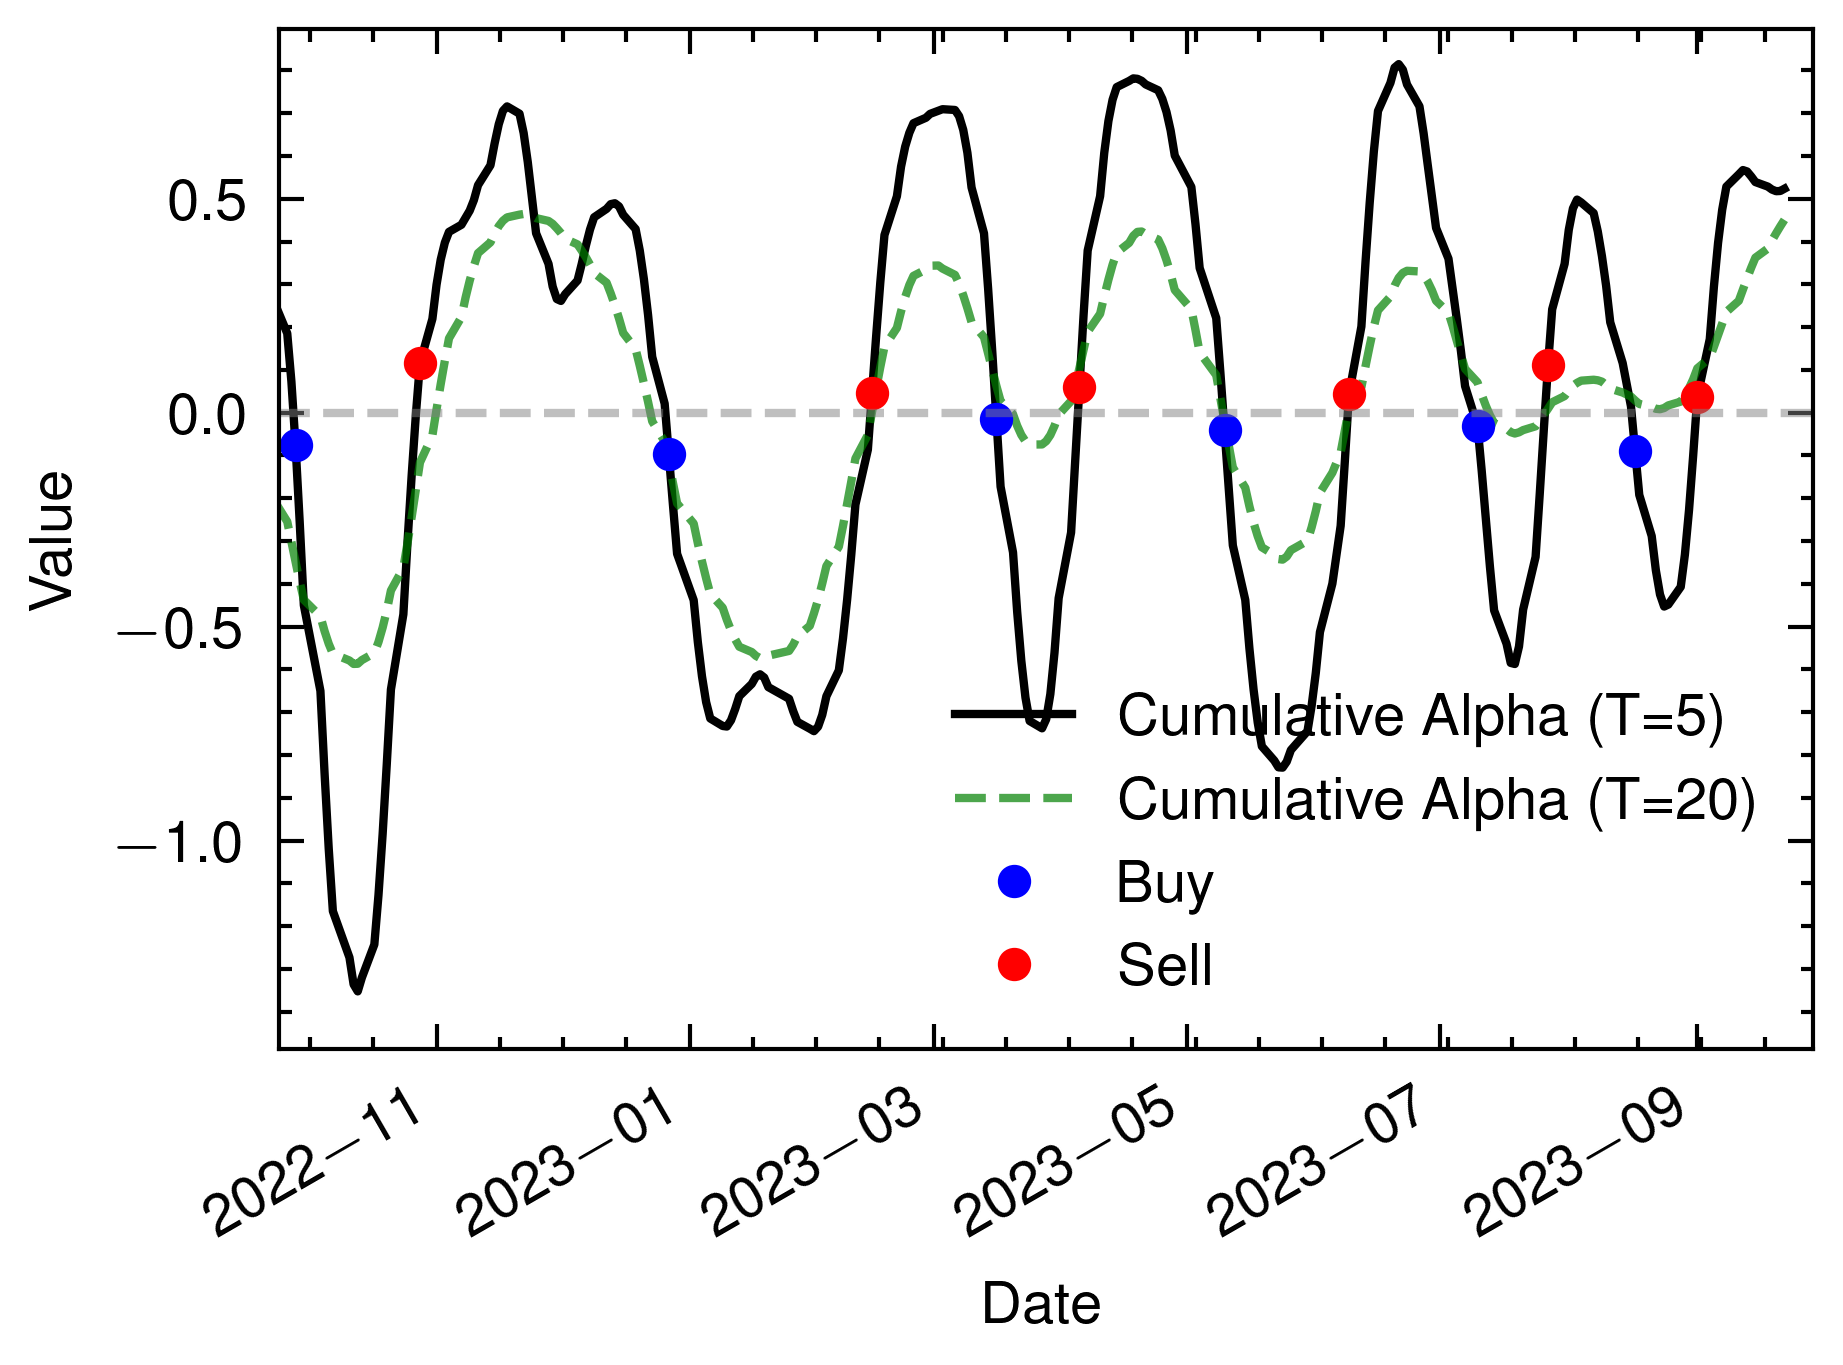 0.5
0.0
−0.5
−1.0
Value
2022−11
2023−01
2023−03
2023−05
2023−07
2023−09
Date
Cumulative Alpha (T=5)
Cumulative Alpha (T=20)
Buy
Sell